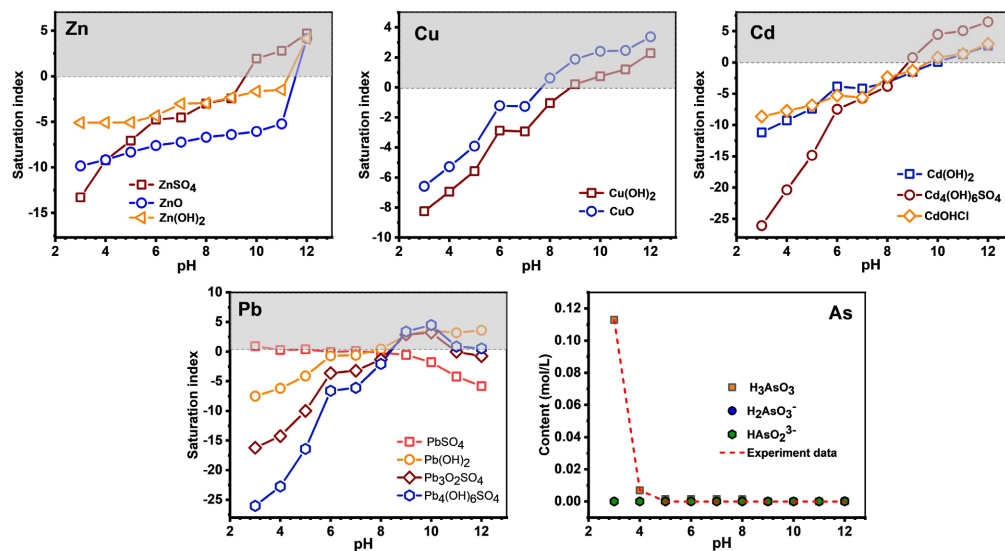 Zn
Saturation index
5
0
-5
-10
-15
ZnSO₄
ZnO
Zn(OH)₂
2 4 6 8 10 12
pH
Cu
Saturation index
4
2
0
-2
-4
-6
-8
-10
Cu(OH)₂
CuO
2 4 6 8 10 12
pH
Cd
Saturation index
5
0
-5
-10
-15
-20
-25
Cd(OH)₂
Cd₄(OH)₆SO₄
CdOHCl
2 4 6 8 10 12
pH
Pb
Saturation index
10
5
0
-5
-10
-15
-20
-25
PbSO₄
Pb(OH)₂
Pb₃O₂SO₄
Pb₄(OH)₆SO₄
2 4 6 8 10 12
pH
As
Content (mol/L)
0.12
0.10
0.08
0.06
0.04
0.02
0.00
H₃AsO₃
H₂AsO₃⁻
HAsO₂³⁻
Experiment data
2 4 6 8 10 12
pH